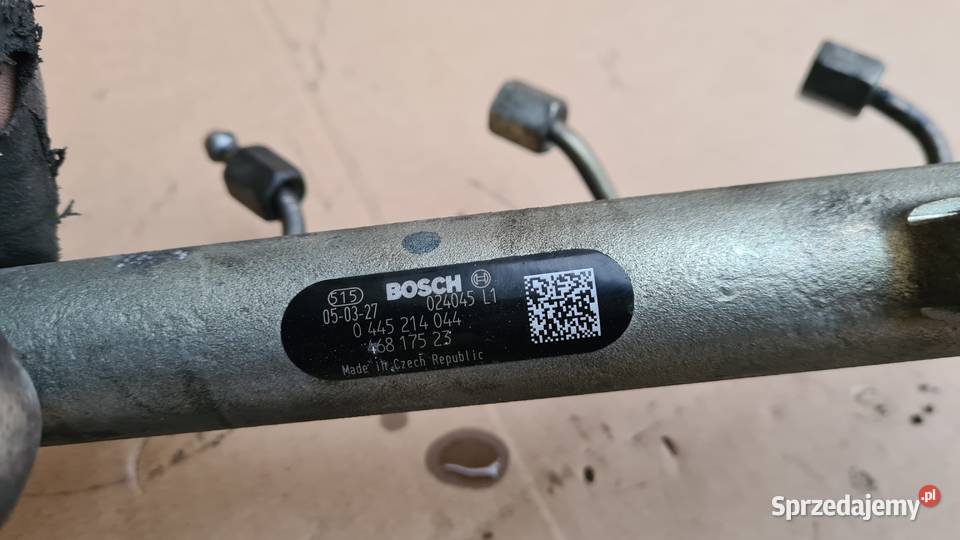 515 BOSCH
05-03-27 024045 L1
0 445 214 044
468 175 23
Made in Czech Republic
Sprzedajemy.pl